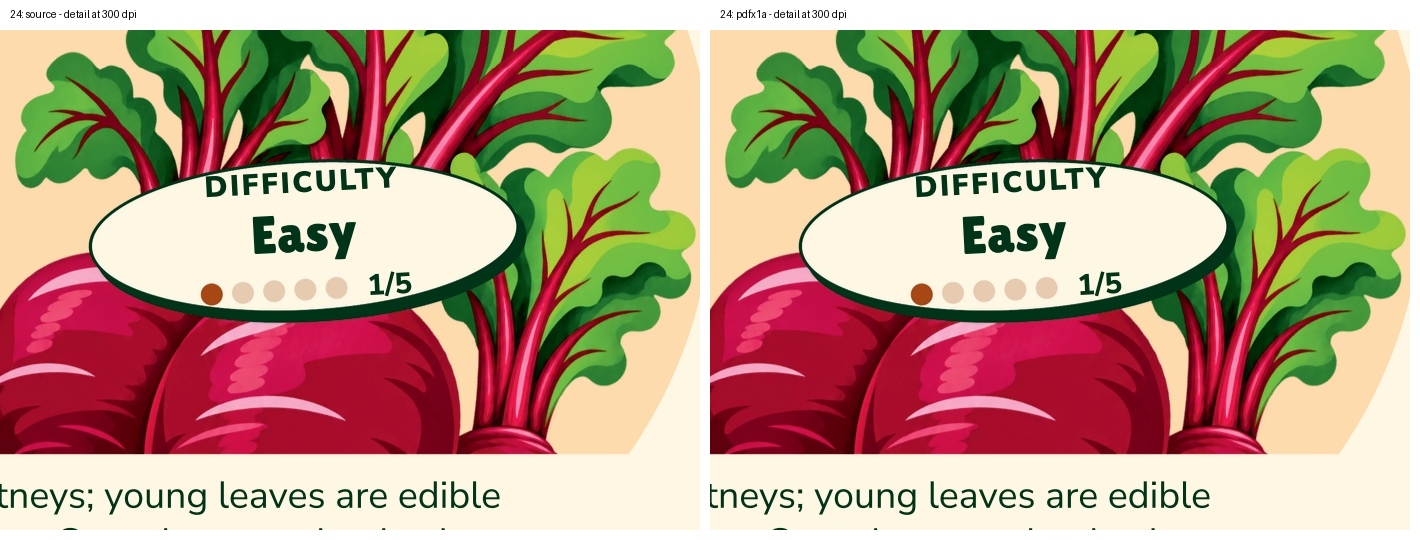 24: source - detail at 300 dpi
DIFFICULTY
Easy
1/5
tneys; young leaves are edible
24: pdfx1a - detail at 300 dpi
DIFFICULTY
Easy
1/5
tneys; young leaves are edible